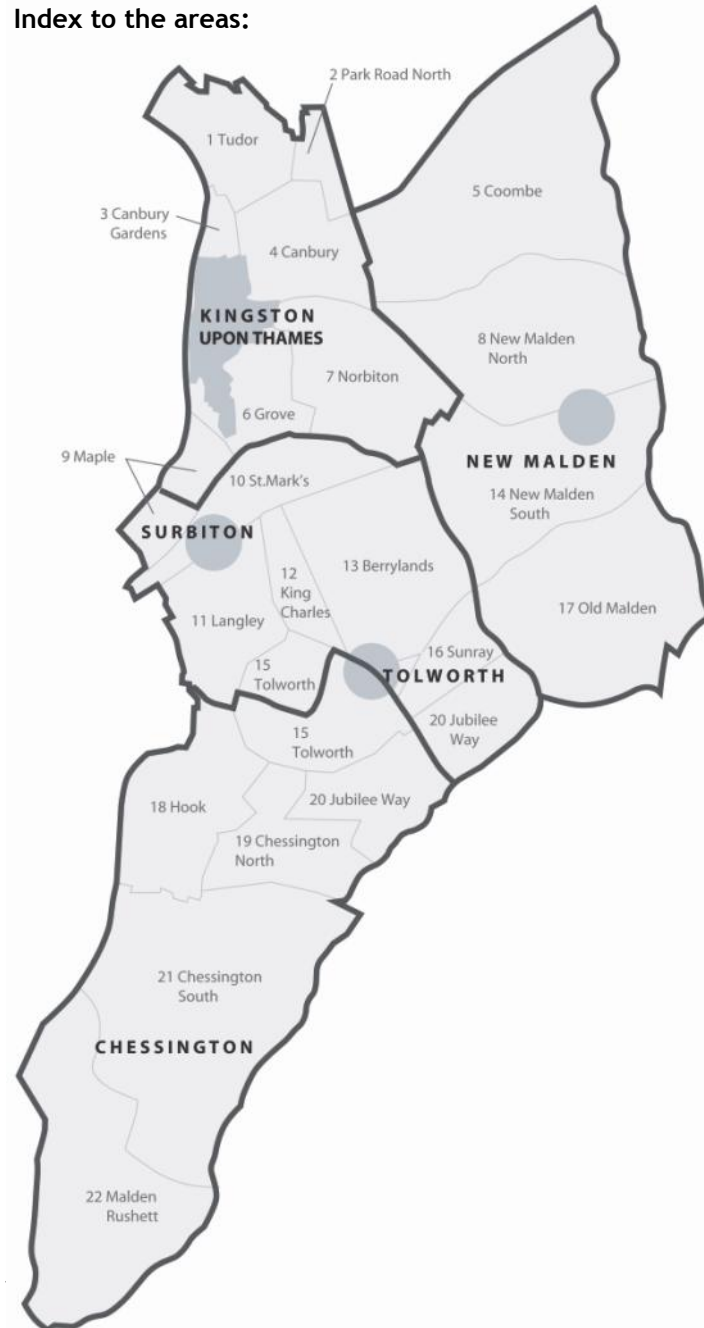 Index to the areas:
2 Park Road North
1 Tudor
5 Coombe
3 Canbury
Gardens
4 Canbury
KINGSTON
UPON THAMES
8 New Malden
North
7 Norbiton
6 Grove
9 Maple
NEW MALDEN
10 St.Mark's
14 New Malden
South
SURBITON
13 Berrylands
12
King
Charles
17 Old Malden
11 Langley
16 Sunray
15
Tolworth
TOLWORTH
20 Jubilee
Way
15
Tolworth
18 Hook
20 Jubilee Way
19 Chessington
North
21 Chessington
South
CHESSINGTON
22 Malden
Rushett